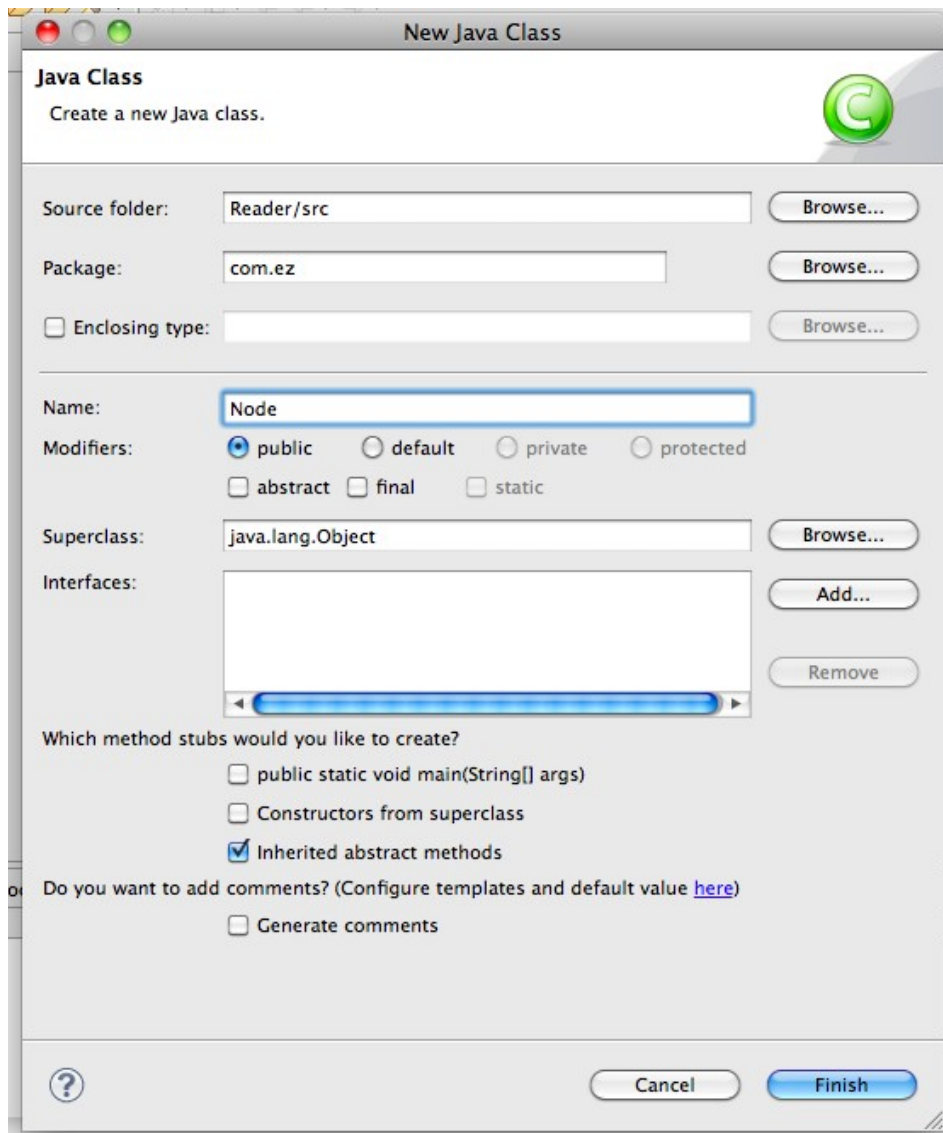 New Java Class
Java Class
Create a new Java class.
Source folder: Reader/src Browse...
Package: com.ez Browse...
Enclosing type: Browse...
Name: Node
Modifiers: public default private protected
abstract final static
Superclass: java.lang.Object Browse...
Interfaces: Add...
Remove
Which method stubs would you like to create?
public static void main(String[] args)
Constructors from superclass
Inherited abstract methods
Do you want to add comments? (Configure templates and default value here)
Generate comments
? Cancel Finish